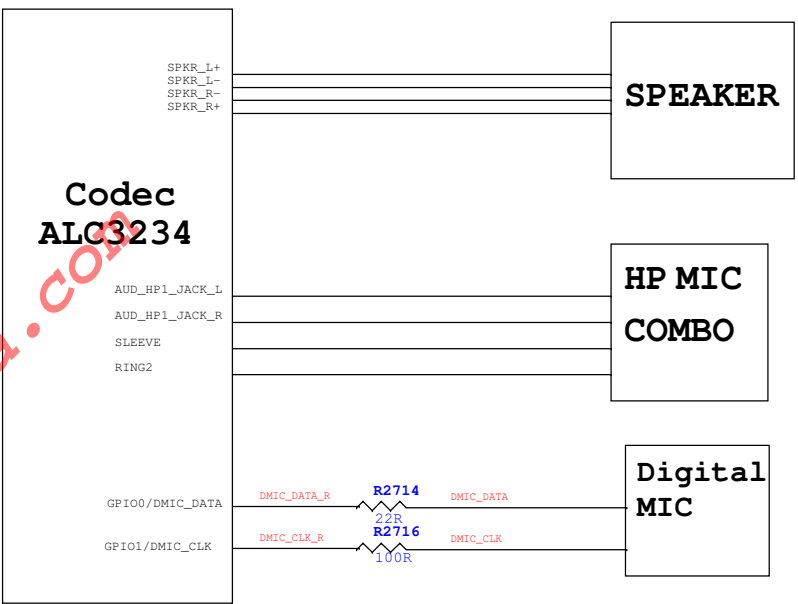 SPKR_L+
SPKR_L-
SPKR_R-
SPKR_R+
SPEAKER
Codec
ALC3234
.com
AUD_HP1_JACK_L
AUD_HP1_JACK_R
SLEEVE
RING2
HP MIC
COMBO
GPIO0/DMIC_DATA
DMIC_DATA_R
R2714
22R
DMIC_DATA
GPIO1/DMIC_CLK
DMIC_CLK_R
R2716
100R
DMIC_CLK
Digital
MIC